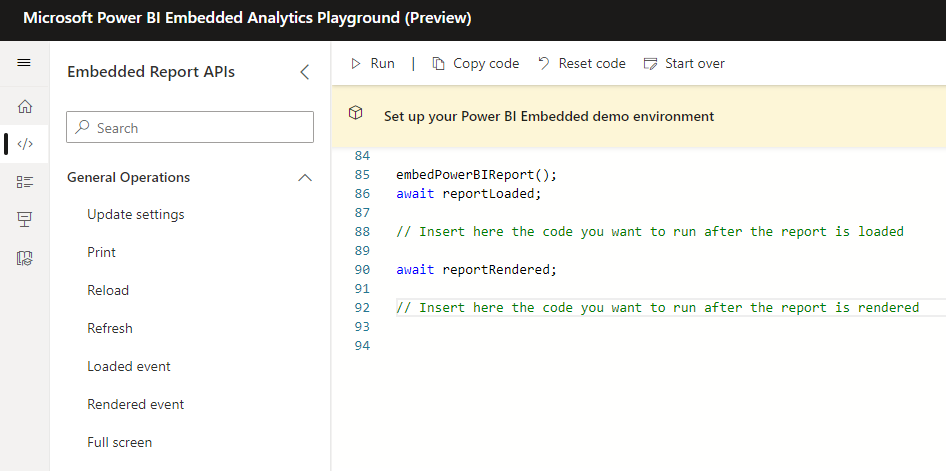 Microsoft Power BI Embedded Analytics Playground (Preview)
Embedded Report APIs
Search
General Operations
Update settings
Print
Reload
Refresh
Loaded event
Rendered event
Full screen
Run | Copy code Reset code Start over
Set up your Power BI Embedded demo environment
84
85 embedPowerBIReport();
86 await reportLoaded;
87
88 // Insert here the code you want to run after the report is loaded
89
90 await reportRendered;
91
92 // Insert here the code you want to run after the report is rendered
93
94